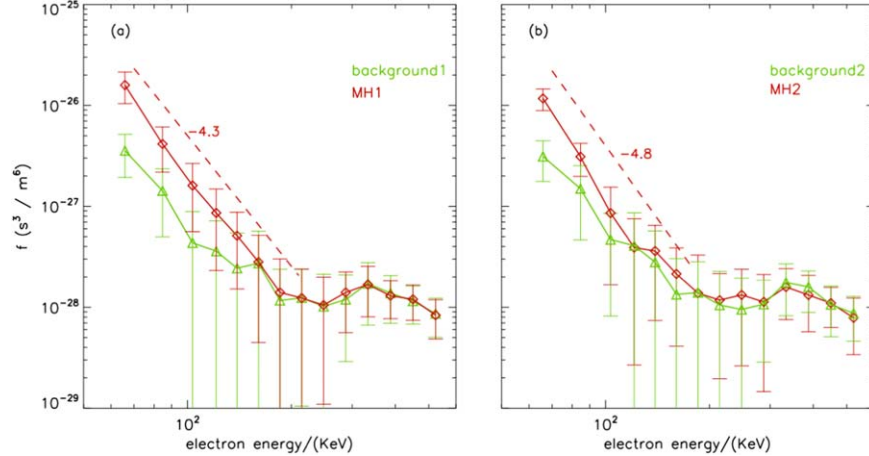 10⁻²⁵
10⁻²⁶
10⁻²⁷
10⁻²⁸
10⁻²⁹
f (s³ / m⁶)
(a)
background1
MH1
-4.3
10²
electron energy/(KeV)
(b)
background2
MH2
-4.8
10²
electron energy/(KeV)